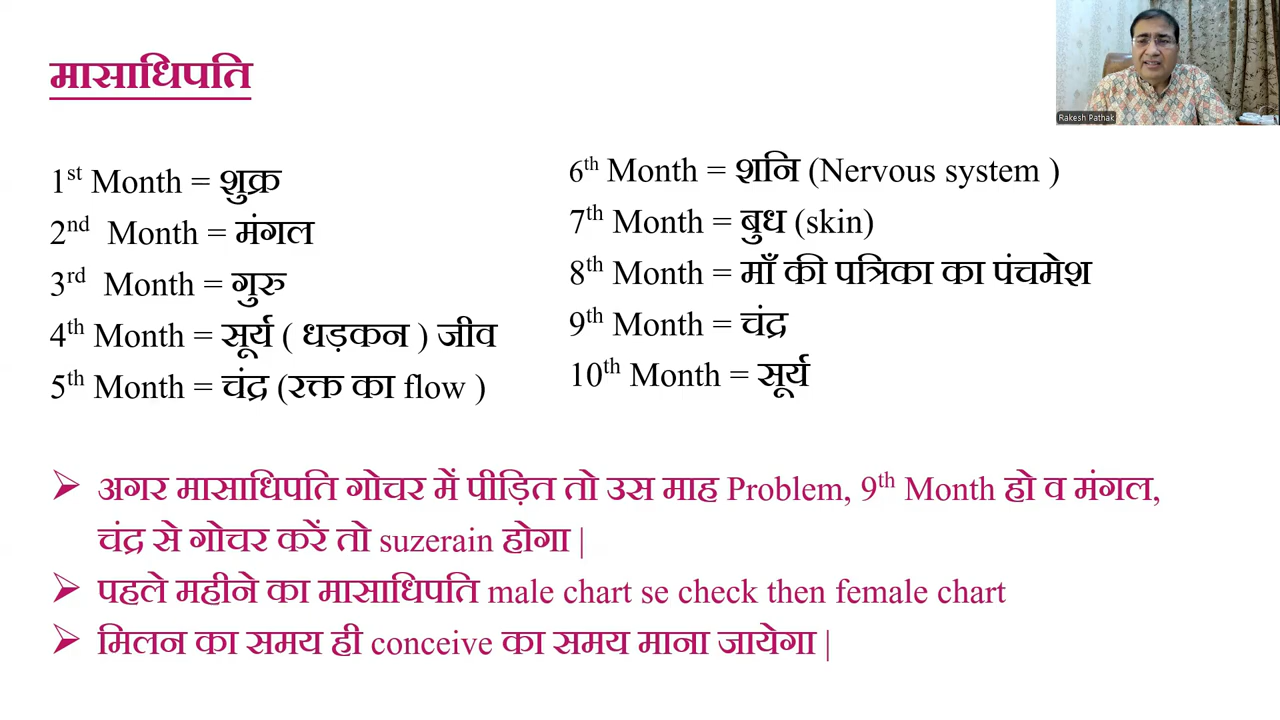 मासाधिपति
Rakesh Pathak
1st Month = शुक्र
2nd Month = मंगल
3rd Month = गुरु
4th Month = सूर्य ( धड़कन ) जीव
5th Month = चंद्र (रक्त का flow )
6th Month = शनि (Nervous system )
7th Month = बुध (skin)
8th Month = माँ की पत्रिका का पंचमेश
9th Month = चंद्र
10th Month = सूर्य
➢ अगर मासाधिपति गोचर में पीड़ित तो उस माह Problem, 9th Month हो व मंगल,
चंद्र से गोचर करें तो suzerain होगा |
➢ पहले महीने का मासाधिपति male chart se check then female chart
➢ मिलन का समय ही conceive का समय माना जायेगा |